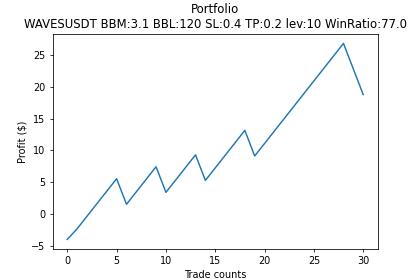 Portfolio
WAVESUSDT BBM:3.1 BBL:120 SL:0.4 TP:0.2 lev:10 WinRatio:77.0
Profit ($)
25
20
15
10
5
0
−5
0 5 10 15 20 25 30
Trade counts